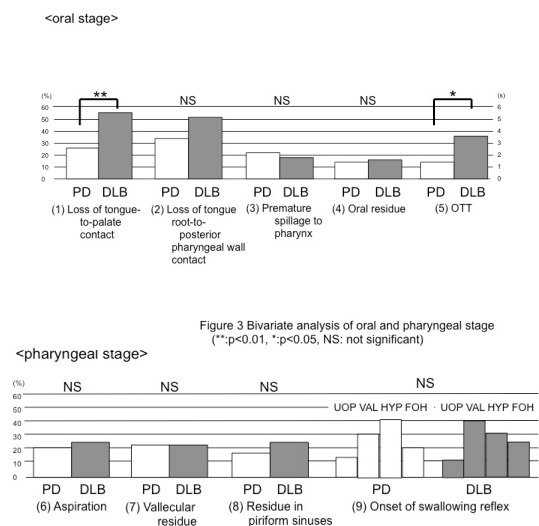 <oral stage>
(%) (s)
** NS NS NS *
60 6
50 5
40 4
30 3
20 2
10 1
0 0
PD DLB PD DLB PD DLB PD DLB PD DLB
(1) Loss of tongue-
to-palate
contact
(2) Loss of tongue
root-to-
posterior
pharyngeal wall
contact
(3) Premature
spillage to
pharynx
(4) Oral residue
(5) OTT
Figure 3 Bivariate analysis of oral and pharyngeal stage
(**:p<0.01, *:p<0.05, NS: not significant)
<pharyngeal stage>
(%)
NS NS NS NS
60
50
40
30
20
10
0
UOP VAL HYP FOH · UOP VAL HYP FOH
PD DLB PD DLB PD DLB PD DLB
(6) Aspiration
(7) Vallecular
residue
(8) Residue in
piriform sinuses
(9) Onset of swallowing reflex